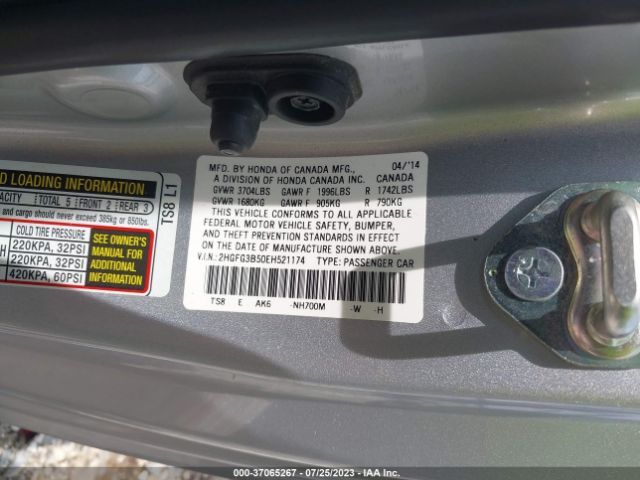 D LOADING INFORMATION
PACITY TOTAL 5 FRONT 2 REAR 3
and cargo should never exceed 385kg or 850lbs.
COLD TIRE PRESSURE
220KPA, 32PSI
220KPA, 32PSI
420KPA, 60PSI
SEE OWNER'S
MANUAL FOR
ADDITIONAL
INFORMATION
TS8 L1
MFD. BY HONDA OF CANADA MFG., 04/'14
A DIVISION OF HONDA CANADA INC. CANADA
GVWR 3704LBS GAWR F 1996LBS R 1742LBS
GVWR 1680KG GAWR F 905KG R 790KG
THIS VEHICLE CONFORMS TO ALL APPLICABLE
FEDERAL MOTOR VEHICLE SAFETY, BUMPER,
AND THEFT PREVENTION STANDARDS IN EFFECT
ON THE DATE OF MANUFACTURE SHOWN ABOVE.
V.I.N.: 2HGFG3B50EH521174 TYPE: PASSENGER CAR
TS8 E AK6 -NH700M -W -H
000-37065267 - 07/25/2023 - IAA Inc.